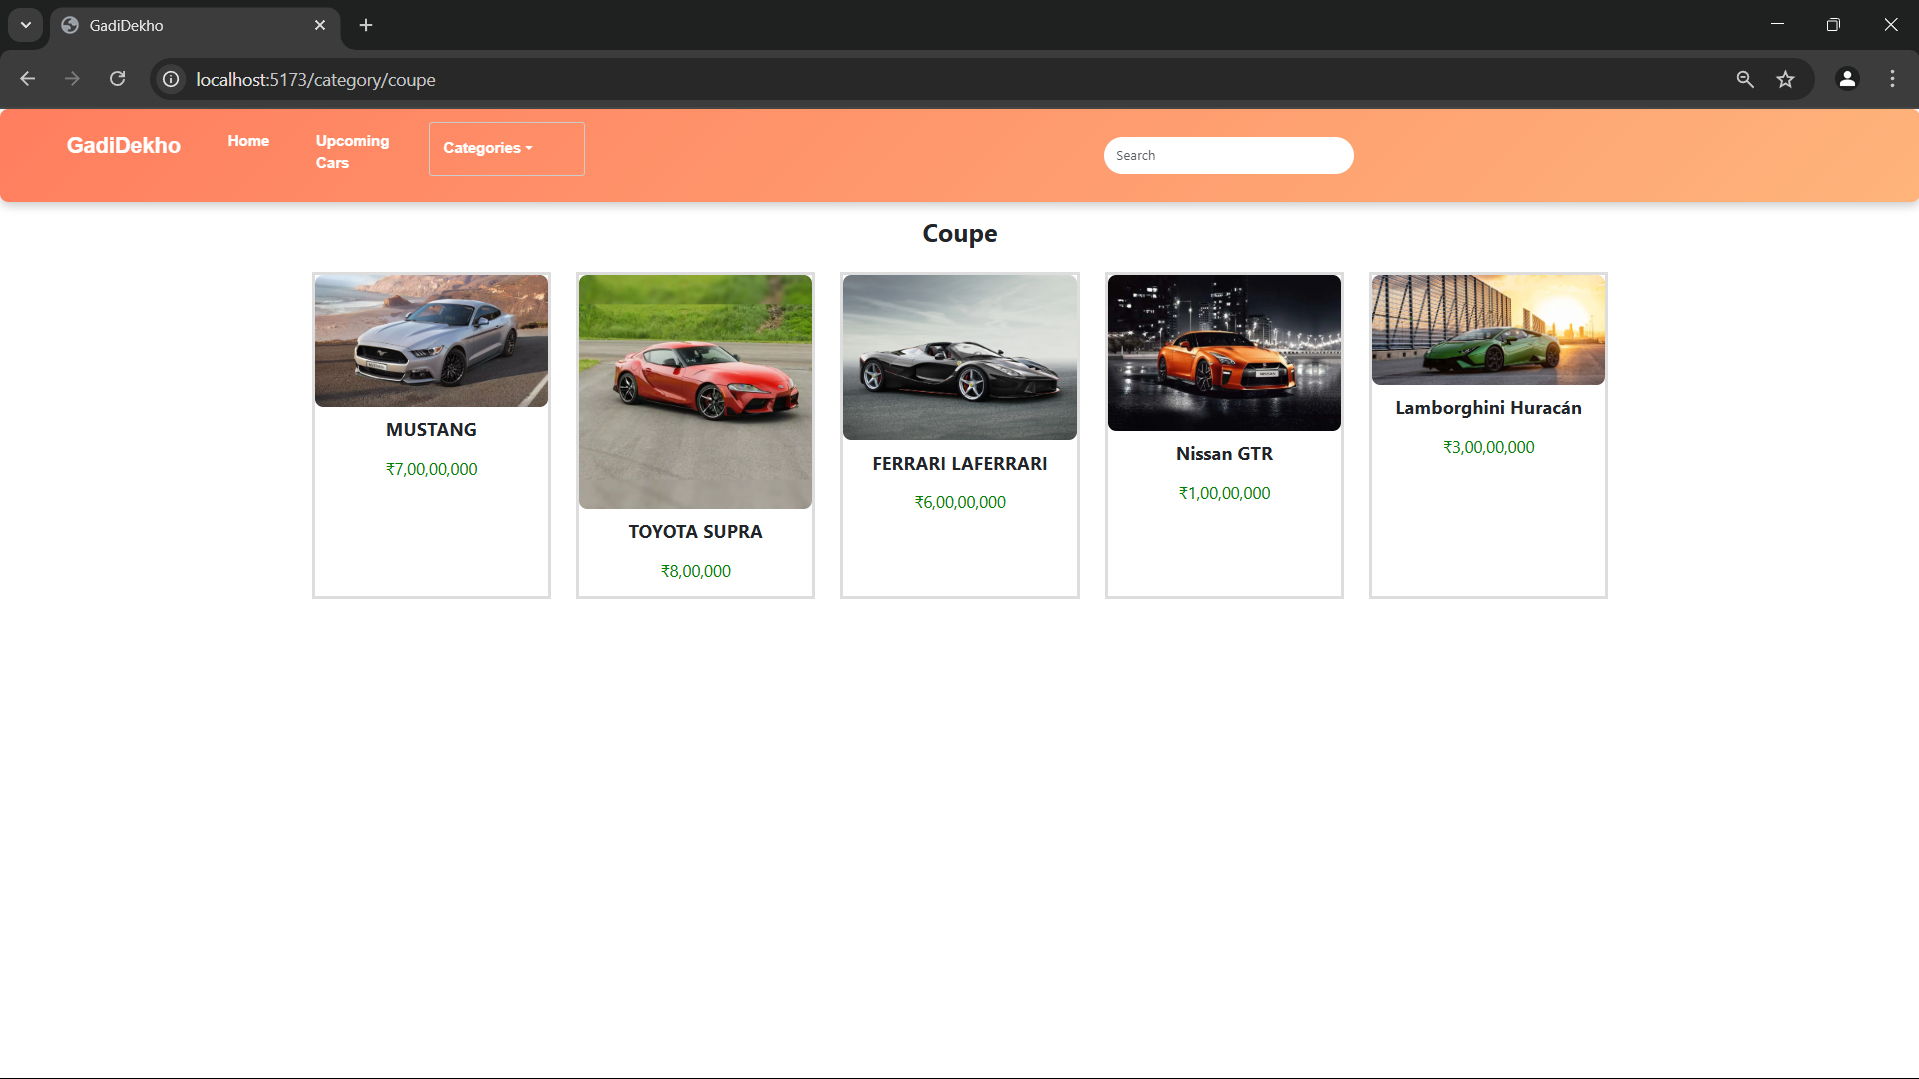 GadiDekho
localhost:5173/category/coupe
GadiDekho
Home
Upcoming
Cars
Categories
Search
Coupe
MUSTANG
₹7,00,00,000
TOYOTA SUPRA
₹8,00,000
FERRARI LAFERRARI
₹6,00,00,000
Nissan GTR
₹1,00,00,000
Lamborghini Huracán
₹3,00,00,000